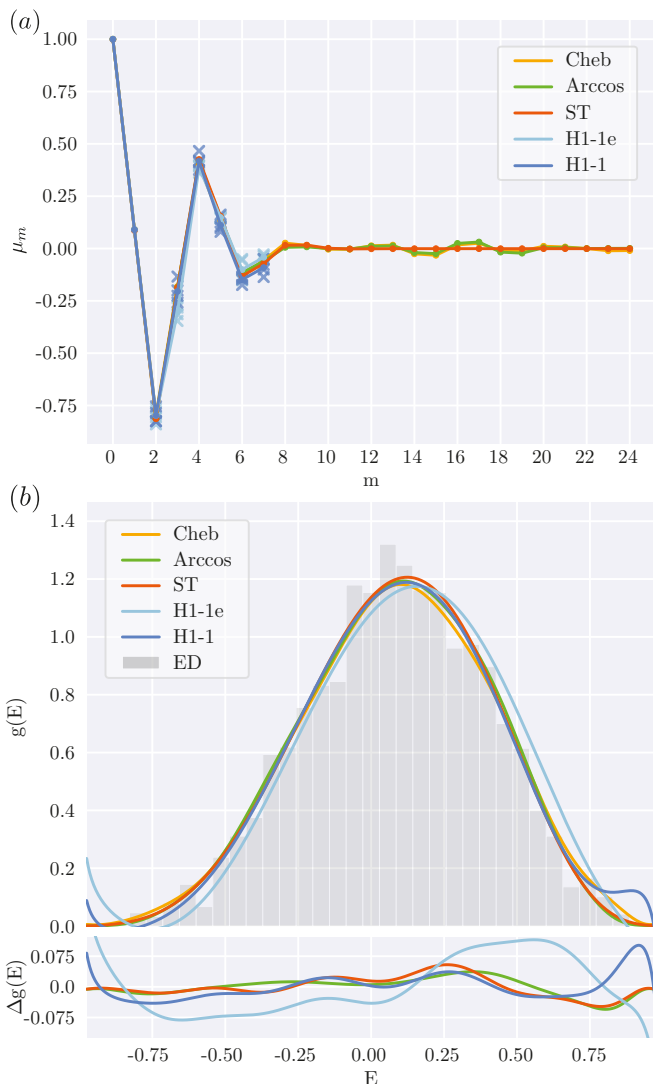 (a)
1.00
0.75
0.50
0.25
0.00
-0.25
-0.50
-0.75
μm
Cheb
Arccos
ST
H1-1e
H1-1
0 2 4 6 8 10 12 14 16 18 20 22 24
m
(b)
1.4
1.2
1.0
0.8
0.6
0.4
0.2
0.0
g(E)
Cheb
Arccos
ST
H1-1e
H1-1
ED
0.075
0.0
-0.075
Δg(E)
-0.75 -0.50 -0.25 0.00 0.25 0.50 0.75
E